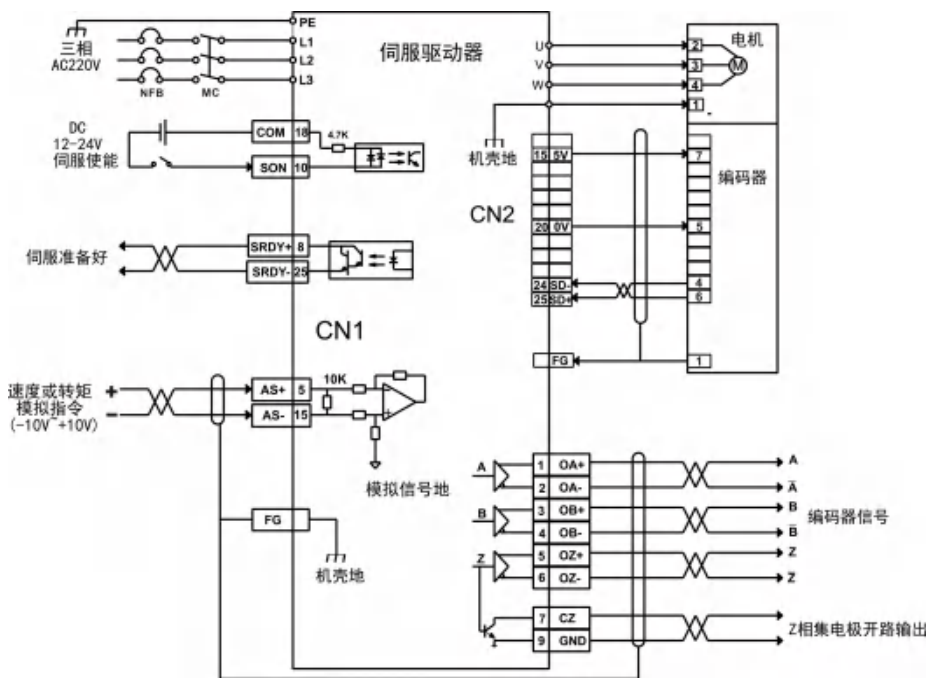 PE
三相
AC220V
L1
L2
L3
NFB
MC
伺服驱动器
U
V
W
2
3
4
1
电机
M
DC
12-24V
伺服使能
COM
18
4.7K
SON
10
机壳地
15
5V
7
编码器
CN2
20
0V
5
伺服准备好
SRDY+
8
SRDY-
25
24
SD-
4
25
SD+
6
CN1
FG
1
速度或转矩
模拟指令
(-10V~+10V)
+
−
AS+
5
10K
AS-
15
模拟信号地
FG
机壳地
A
1
OA+
A
2
OA-
A̅
B
3
OB+
B
4
OB-
B̅
编码器信号
Z
5
OZ+
Z
6
OZ-
Z̅
7
CZ
9
GND
Z相集电极开路输出